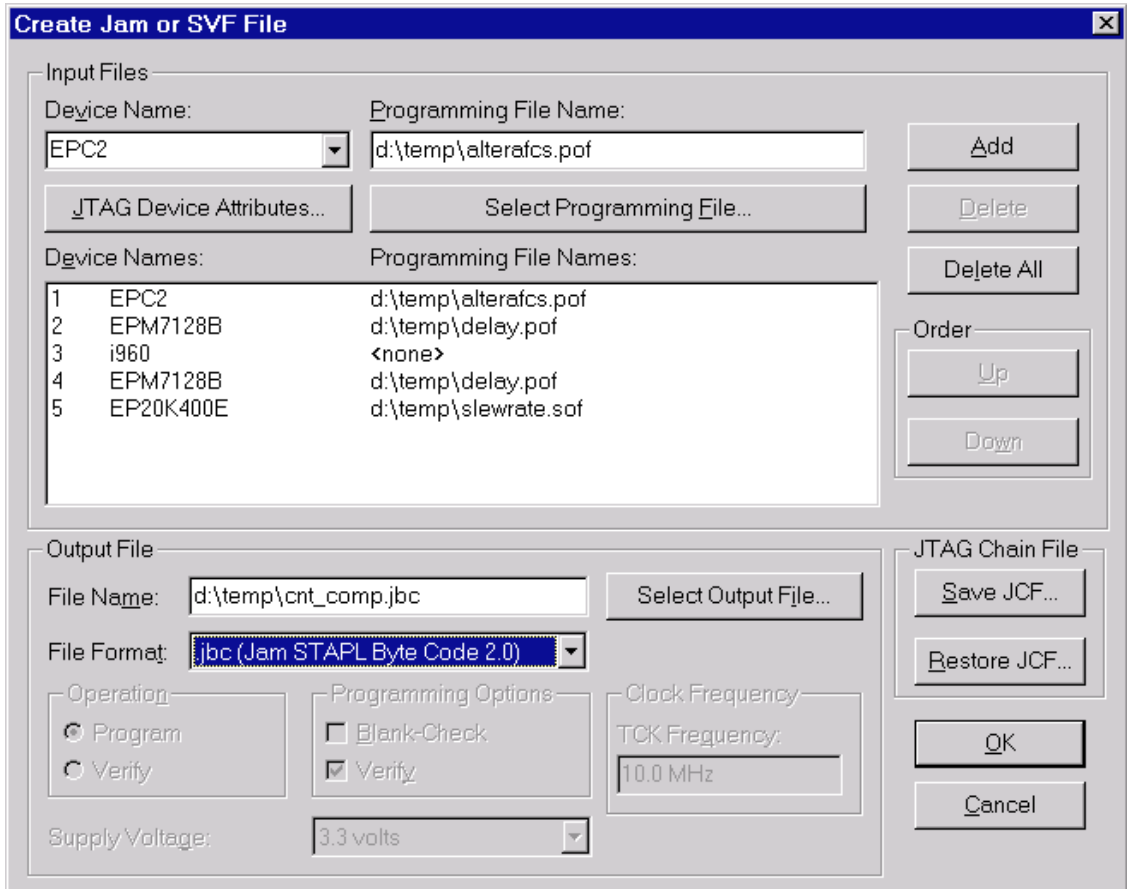 Create Jam or SVF File
Input Files
Device Name: Programming File Name:
EPC2 d:\temp\alterafcs.pof Add
JTAG Device Attributes... Select Programming File... Delete
Device Names: Programming File Names: Delete All
1 EPC2 d:\temp\alterafcs.pof
2 EPM7128B d:\temp\delay.pof
3 i960 <none>
4 EPM7128B d:\temp\delay.pof
5 EP20K400E d:\temp\slewrate.sof
Order
Up
Down
Output File
File Name: d:\temp\cnt_comp.jbc Select Output File...
File Format: .jbc (Jam STAPL Byte Code 2.0)
Operation
Program
Verify
Programming Options
Blank-Check
Verify
Clock Frequency
TCK Frequency:
10.0 MHz
Supply Voltage: 3.3 volts
JTAG Chain File
Save JCF...
Restore JCF...
OK
Cancel